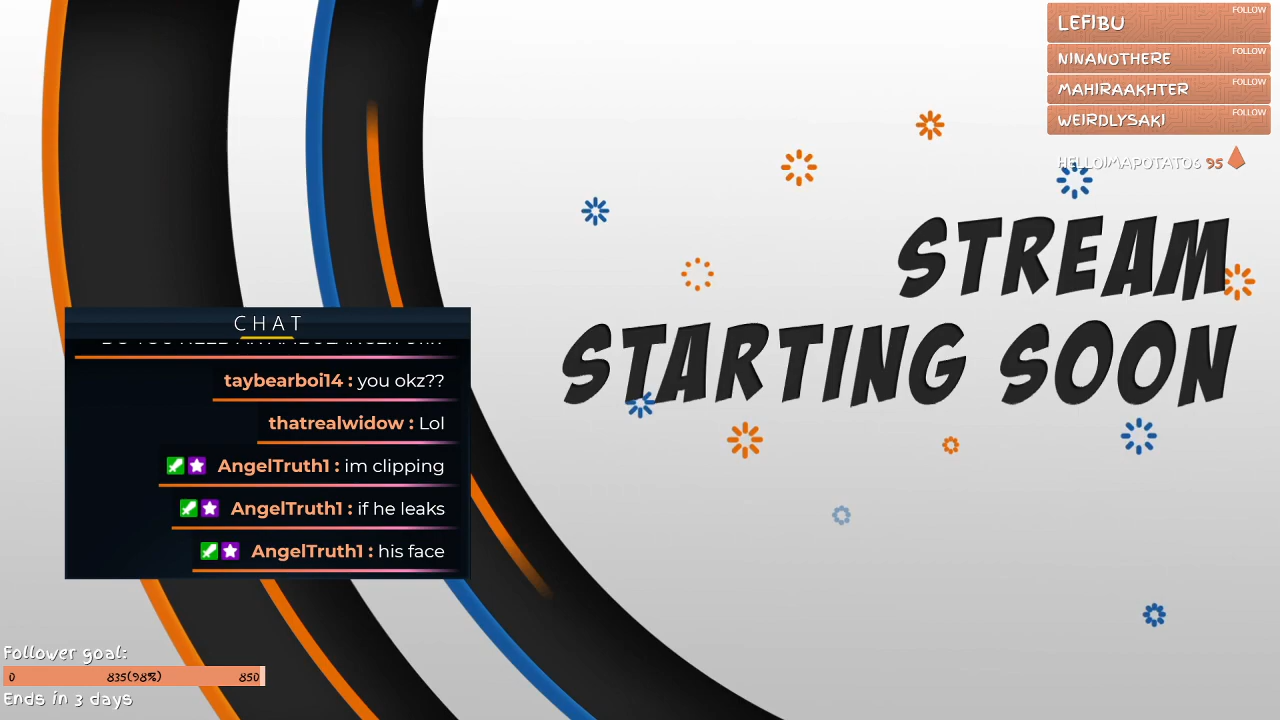 LEFIBU FOLLOW
NINANOTHERE FOLLOW
MAHIRAAKHTER FOLLOW
WEIRDLYSAKI FOLLOW
HELLOIMAPOTATO6 95
STREAM
STARTING SOON
CHAT
taybearboi14 : you okz??
thatrealwidow : Lol
AngelTruth1 : im clipping
AngelTruth1 : if he leaks
AngelTruth1 : his face
Follower goal:
0 835(98%) 850
Ends in 3 days